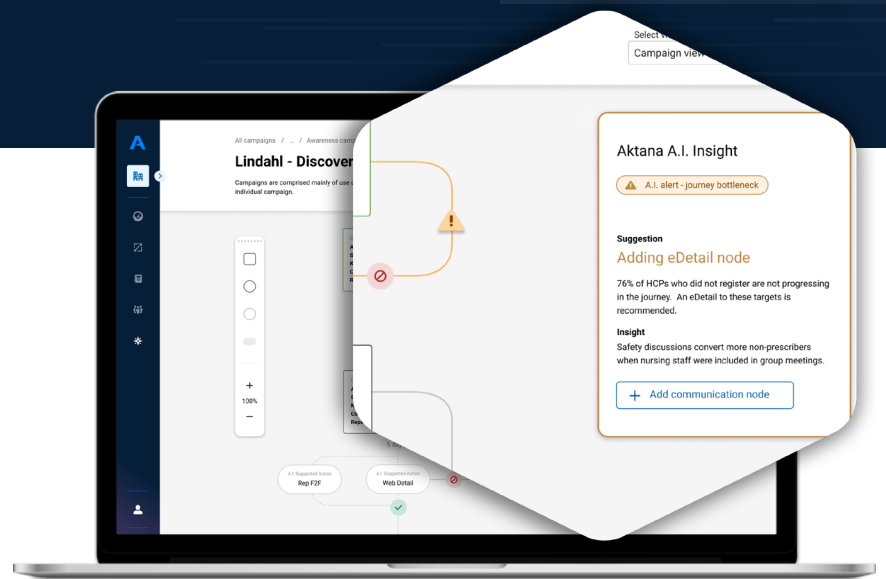 Select
Campaign view
All campaigns / ... / Awareness camp
Lindahl - Discover
Campaigns are comprised mainly of use
individual campaign.
Aktana A.I. Insight
A.I. alert - journey bottleneck
Suggestion
Adding eDetail node
76% of HCPs who did not register are not progressing
in the journey. An eDetail to these targets is
recommended.
Insight
Safety discussions convert more non-prescribers
when nursing staff were included in group meetings.
+ Add communication node
+
100%
−
A.I. Suggested Action
Rep F2F
A.I. Suggested Action
Web Detail